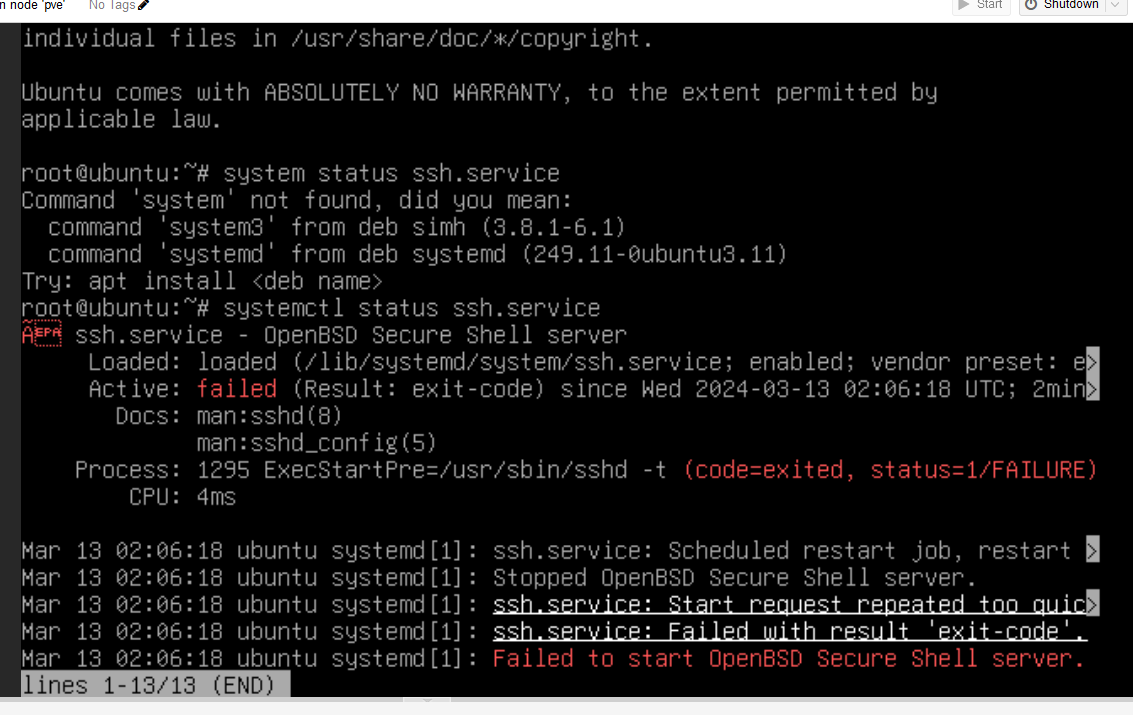 n node 'pve' No Tags Start Shutdown
individual files in /usr/share/doc/*/copyright.
Ubuntu comes with ABSOLUTELY NO WARRANTY, to the extent permitted by
applicable law.
root@ubuntu:~# system status ssh.service
Command 'system' not found, did you mean:
  command 'system3' from deb simh (3.8.1-6.1)
  command 'systemd' from deb systemd (249.11-0ubuntu3.11)
Try: apt install <deb name>
root@ubuntu:~# systemctl status ssh.service
ssh.service - OpenBSD Secure Shell server
     Loaded: loaded (/lib/systemd/system/ssh.service; enabled; vendor preset: e>
     Active: failed (Result: exit-code) since Wed 2024-03-13 02:06:18 UTC; 2min>
       Docs: man:sshd(8)
             man:sshd_config(5)
    Process: 1295 ExecStartPre=/usr/sbin/sshd -t (code=exited, status=1/FAILURE)
        CPU: 4ms
Mar 13 02:06:18 ubuntu systemd[1]: ssh.service: Scheduled restart job, restart >
Mar 13 02:06:18 ubuntu systemd[1]: Stopped OpenBSD Secure Shell server.
Mar 13 02:06:18 ubuntu systemd[1]: ssh.service: Start request repeated too quic>
Mar 13 02:06:18 ubuntu systemd[1]: ssh.service: Failed with result 'exit-code'.
Mar 13 02:06:18 ubuntu systemd[1]: Failed to start OpenBSD Secure Shell server.
lines 1-13/13 (END)